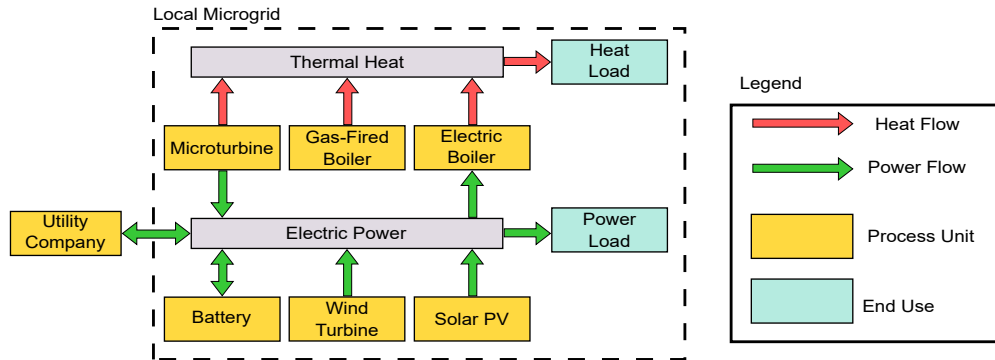 Local Microgrid
Thermal Heat
Heat
Load
Microturbine
Gas-Fired
Boiler
Electric
Boiler
Utility
Company
Electric Power
Power
Load
Battery
Wind
Turbine
Solar PV
Legend
Heat Flow
Power Flow
Process Unit
End Use